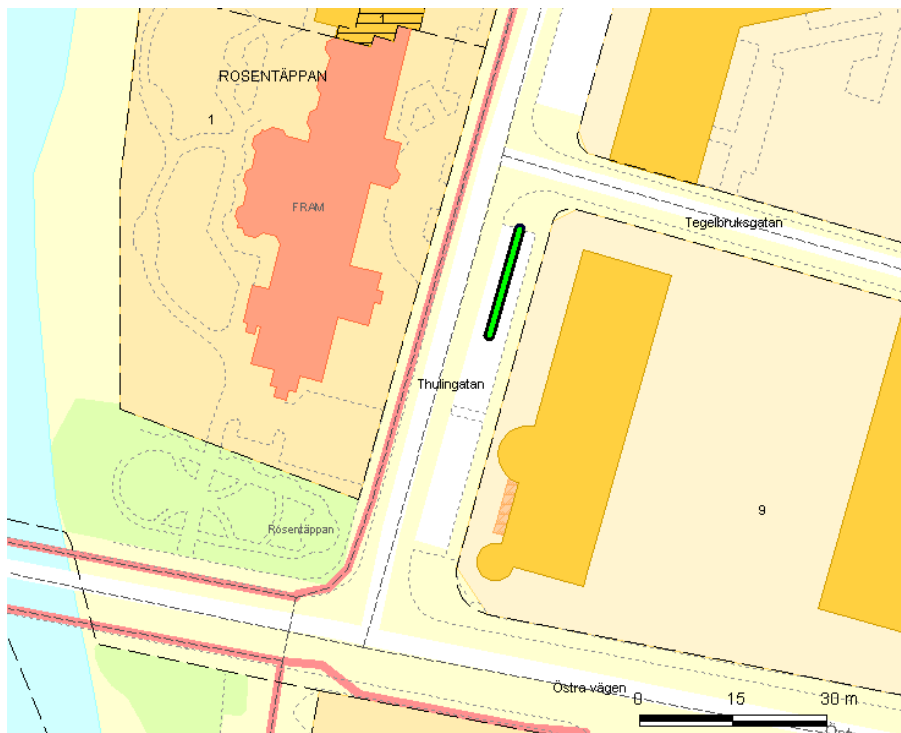 ROSENTÄPPAN
1
FRAM
Tegelbruksgatan
Thulingatan
9
Rosentäppan
Östra vägen
0 15 30 m